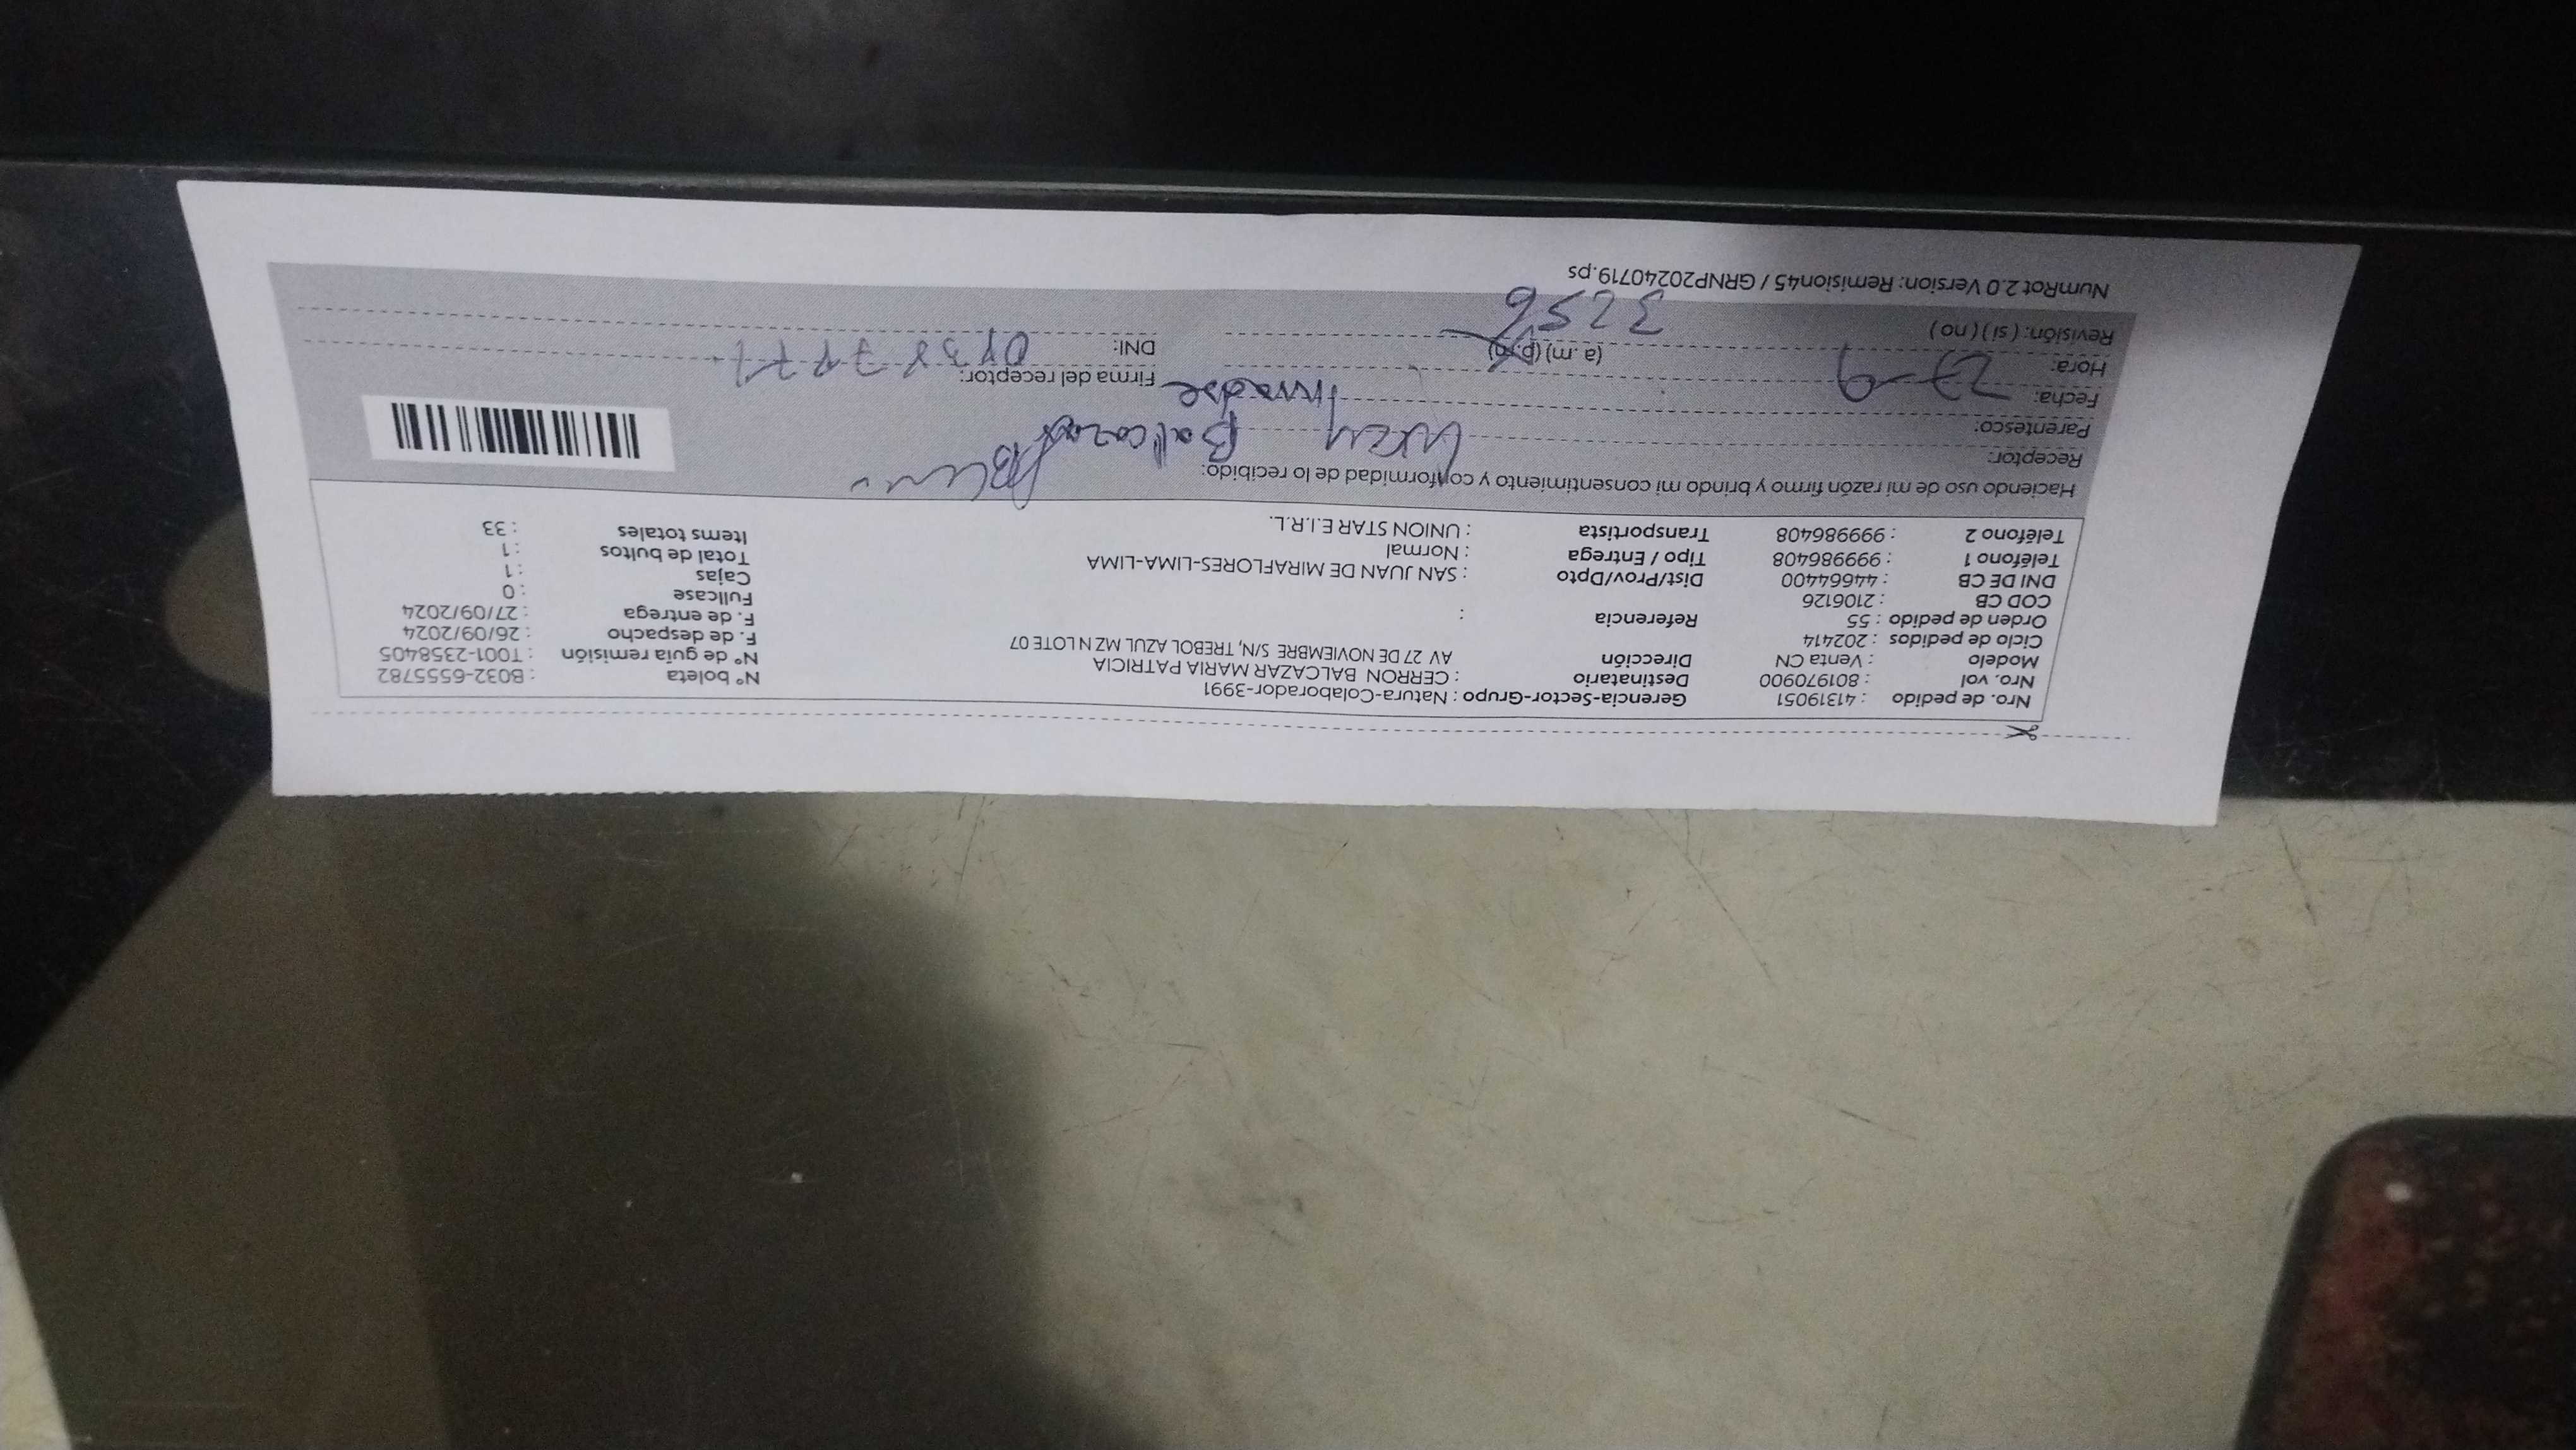 Nro. de pedido : 41319051 Gerencia-Sector-Grupo : Natura-Colaborador-3991 N° boleta : B032-6555782
Nro. vol : 801970900 Destinatario : CERRON BALCAZAR MARIA PATRICIA N° de guía remisión : T001-2358405
Modelo : Venta CN Dirección AV 27 DE NOVIEMBRE S/N, TREBOL AZUL MZ N LOTE 07 F. de despacho : 26/09/2024
Ciclo de pedidos : 202414 F. de entrega : 27/09/2024
Orden de pedido : 55 Referencia : Fullcase : 0
COD CB : 2106126 Cajas : 1
DNI DE CB : 44664400 Dist/Prov/Dpto : SAN JUAN DE MIRAFLORES-LIMA-LIMA Total de bultos : 1
Teléfono 1 : 999986408 Tipo / Entrega : Normal Items totales : 33
Teléfono 2 : 999986408 Transportista : UNION STAR E.I.R.L.
Haciendo uso de mi razón firmo y brindo mi consentimiento y conformidad de lo recibido:
Receptor: Balcazar
Parentesco:
Fecha: 27-9 Firma del receptor:
Hora: (a.m) (p.m) DNI:
Revisión: ( si ) ( no ) 3256
NumRot 2.0 Version: Remision45 / GRNP20240719.ps